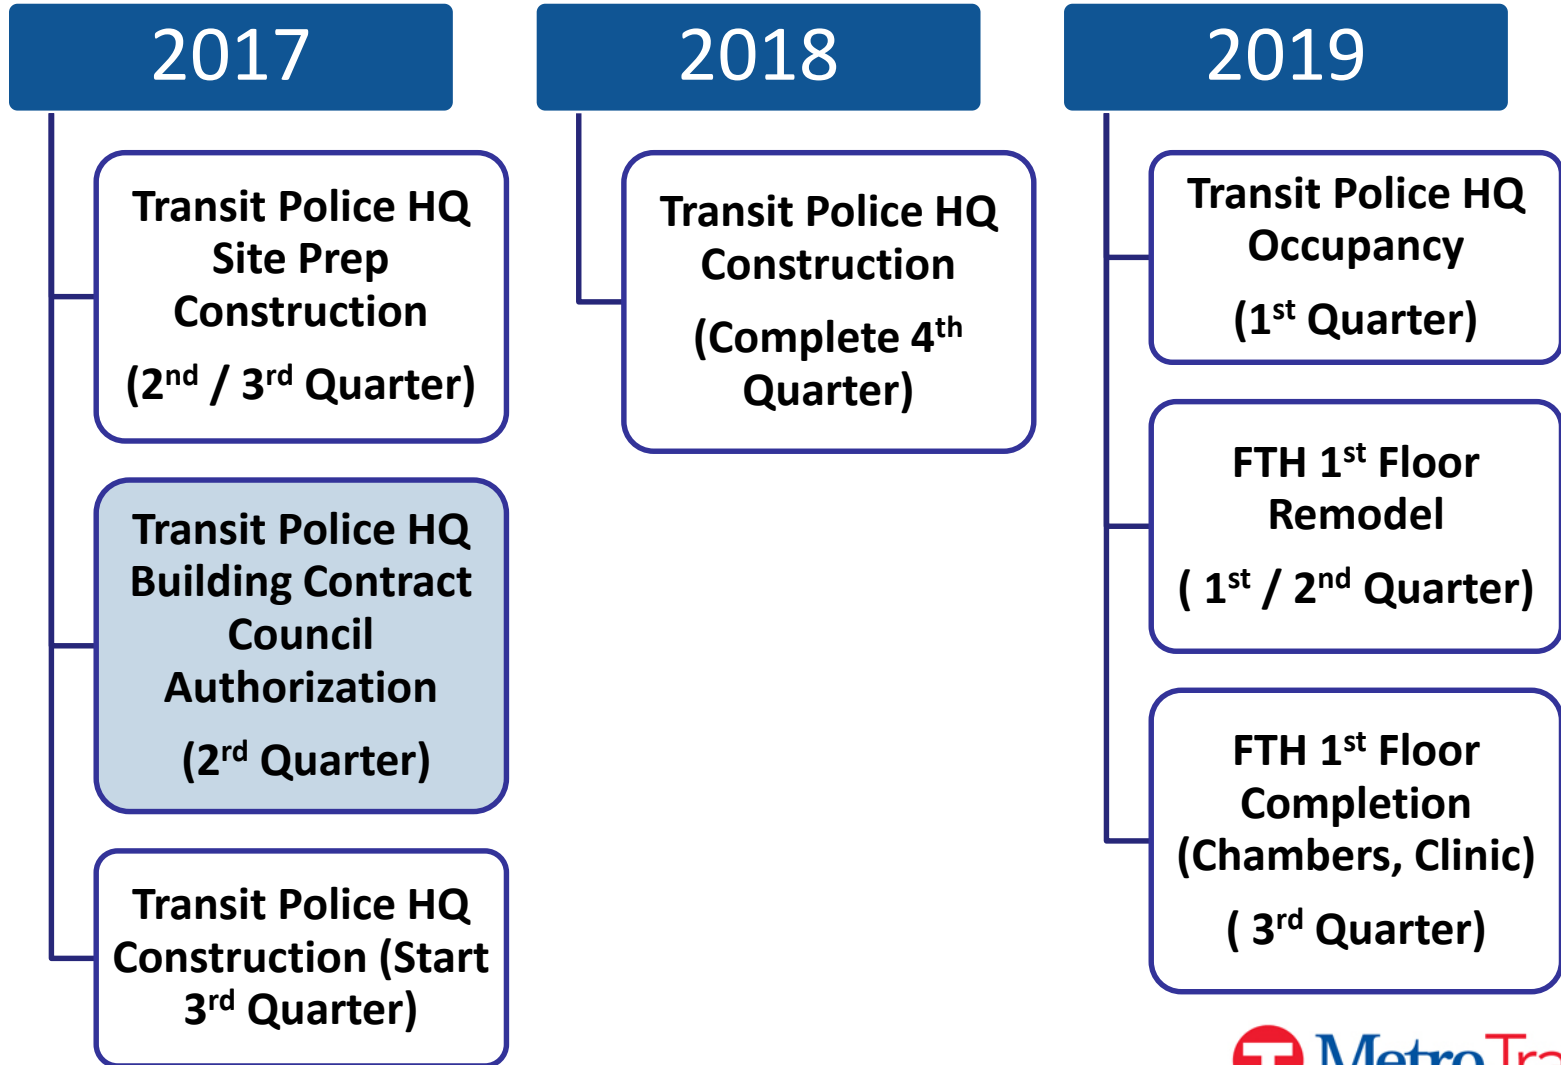 2017
Transit Police HQ
Site Prep
Construction
(2nd / 3rd Quarter)
Transit Police HQ
Building Contract
Council
Authorization
(2rd Quarter)
Transit Police HQ
Construction (Start
3rd Quarter)
2018
Transit Police HQ
Construction
(Complete 4th
Quarter)
2019
Transit Police HQ
Occupancy
(1st Quarter)
FTH 1st Floor
Remodel
( 1st / 2nd Quarter)
FTH 1st Floor
Completion
(Chambers, Clinic)
( 3rd Quarter)
T MetroTra